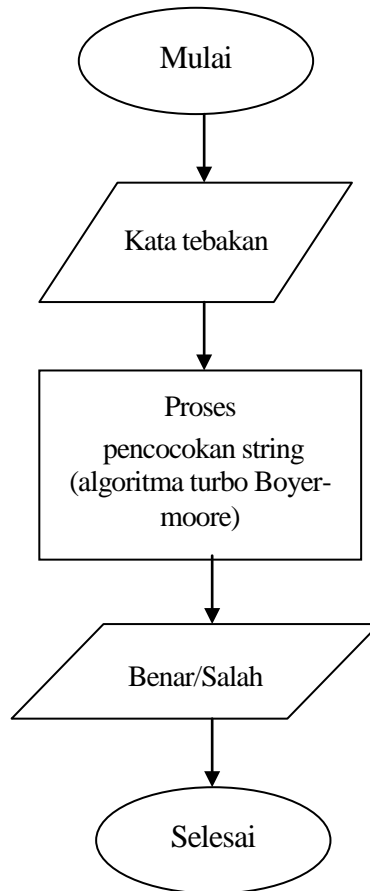 Mulai
Kata tebakan
Proses
pencocokan string
(algoritma turbo Boyer-
moore)
Benar/Salah
Selesai